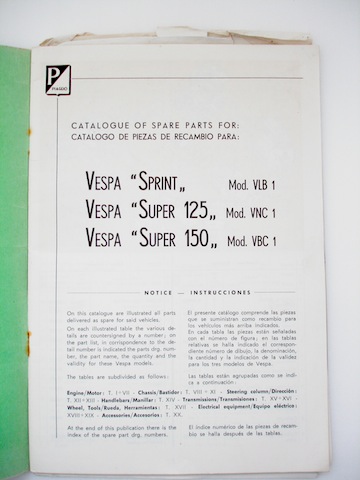 P
PIAGGIO
CATALOGUE OF SPARE PARTS FOR:
CATALOGO DE PIEZAS DE RECAMBIO PARA:
VESPA "SPRINT„ Mod. VLB 1
VESPA "SUPER 125„ Mod. VNC 1
VESPA "SUPER 150„ Mod. VBC 1
NOTICE — INSTRUCCIONES
On this catalogue are illustrated all parts
delivered as spare for said vehicles.
On each illustrated table the various de-
tails are countersigned by a number; on
the part list, in correspondence to the de-
tail number is indicated the parts drg. num-
ber, the part name, the quantity and the
validity for these Vespa models.
The tables are subdivided as follows:
El presente catálogo comprende las piezas
que se suministran como recambio para
los vehículos más arriba indicados.
En cada tabla las piezas están señaladas
con el número de figura; en las tablas
relativas se halla indicado el correspon-
diente número de dibujo, la denominación,
la cantidad y la indicación de la validez
para los tres modelos de Vespa.
Las tablas están agrupadas como se indi-
ca a continuación:
Engine/Motor: T. I÷VII - Chassis/Bastidor: T. VIII ÷ XI - Steering column/Dirección:
T. XII÷XIII - Handlebars/Manillar: T. XIV - Transmissions/Transmisiones: T. XV÷XVI -
Wheel, Tools/Rueda, Herramientas: T. XVII - Electrical equipment/Equipo eléctrico:
XVIII÷XIX - Accessories/Accesorios: T. XX.
At the end of this publication there is the
index of the spare part drg. numbers.
El índice numérico de las piezas de recam-
bio se halla después de las tablas.